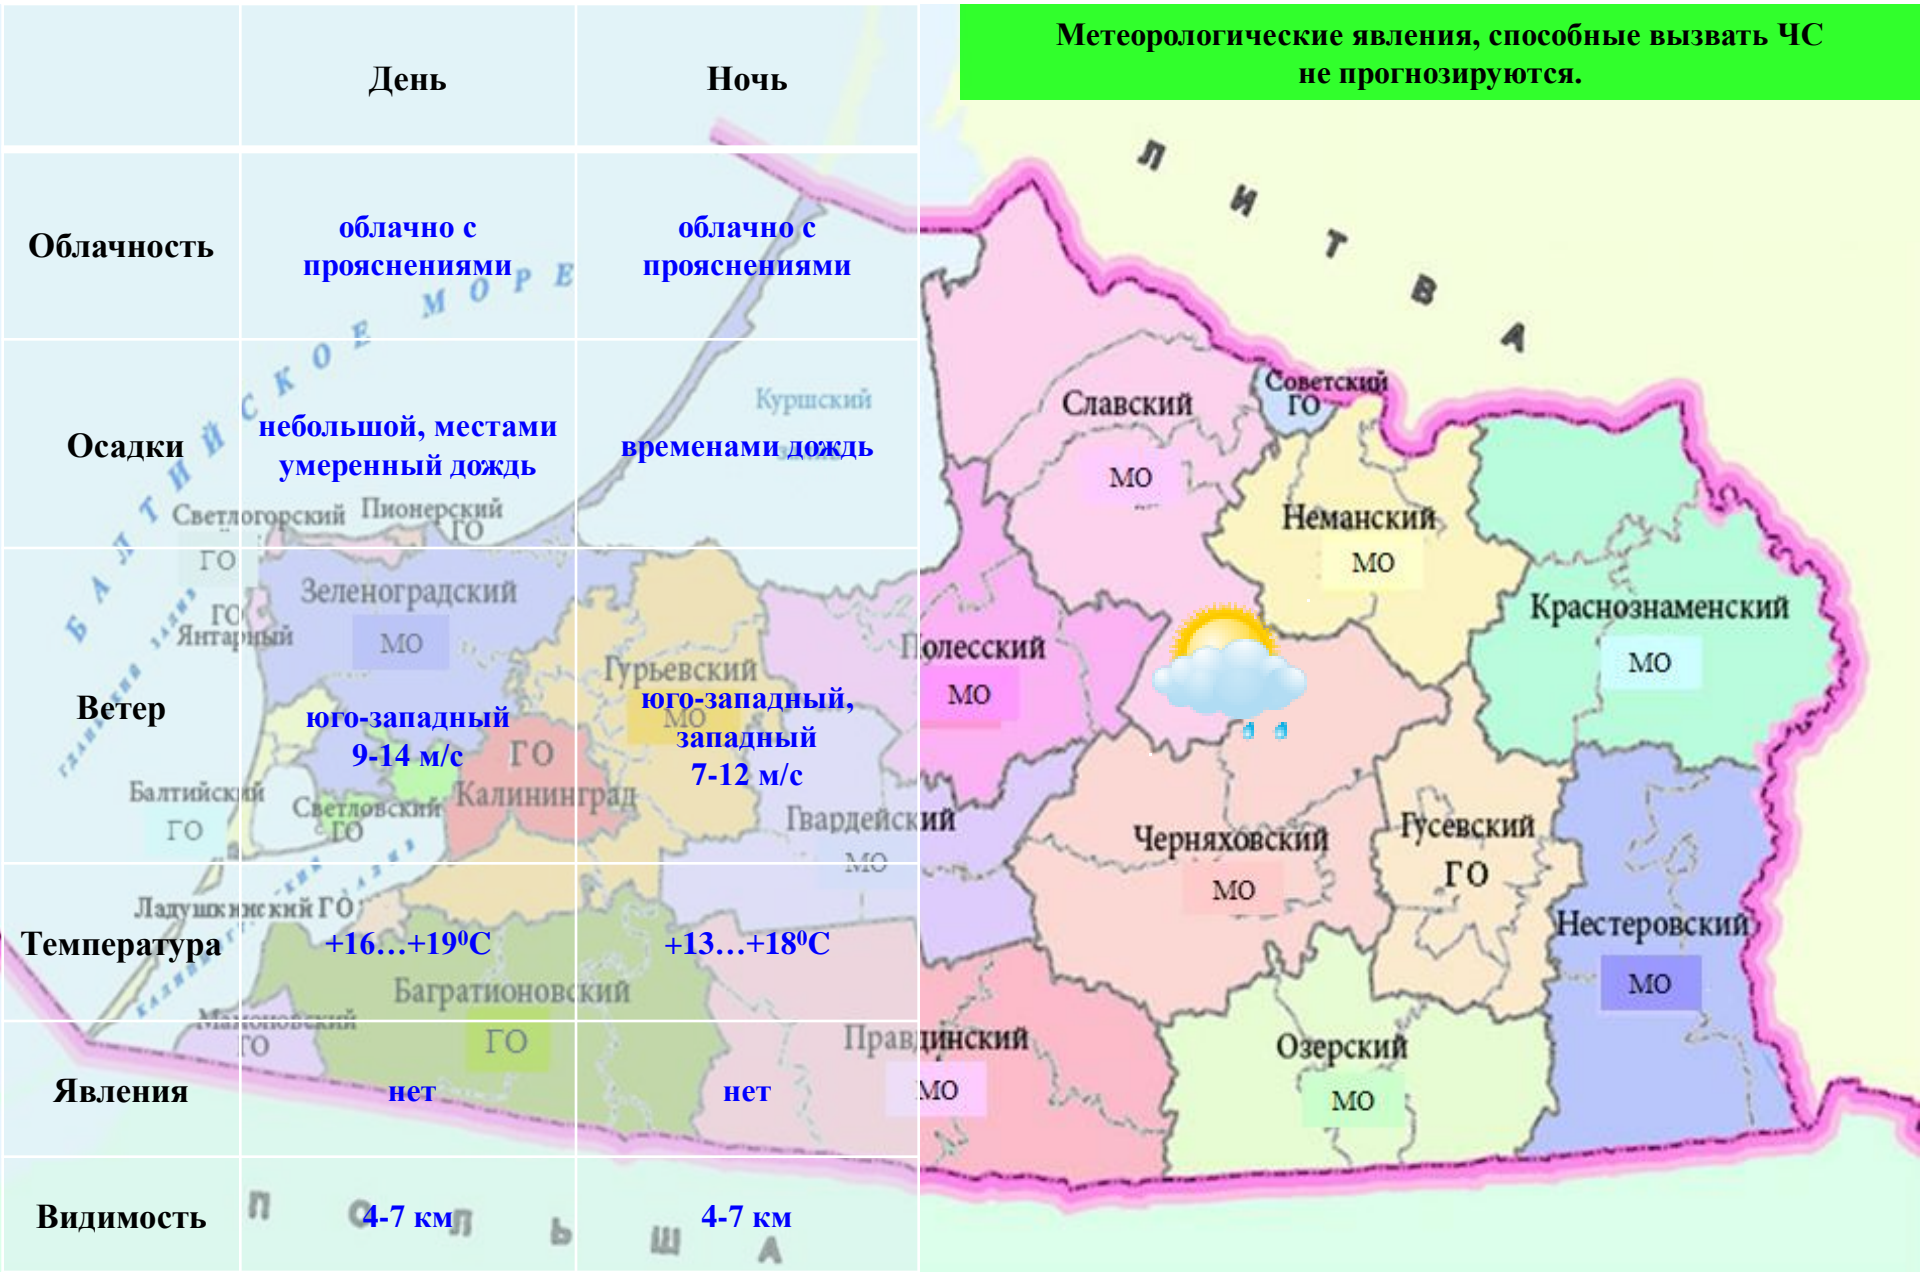 День
Ночь
Метеорологические явления, способные вызвать ЧС
не прогнозируются.
Облачность
облачно с
прояснениями
облачно с
прояснениями
Осадки
небольшой, местами
умеренный дождь
временами дождь
Ветер
юго-западный
9-14 м/с
юго-западный,
западный
7-12 м/с
Температура
+16…+19⁰С
+13…+18⁰С
Явления
нет
нет
Видимость
4-7 км
4-7 км
БАЛТИЙСКОЕ МОРЕ
Куршский
ЛИТВА
ПОЛЬША
Светлогорский
ГО
Пионерский
ГО
Зеленоградский
МО
ГО
Янтарный
Гурьевский
МО
ГО
Калининград
Балтийский
ГО
Светловский
ГО
Гвардейский
МО
Ладушкинский ГО
Мамоновский
ГО
Багратионовский
ГО
Правдинский
МО
Полесский
МО
Славский
МО
Советский
ГО
Неманский
МО
Краснознаменский
МО
Черняховский
МО
Гусевский
ГО
Нестеровский
МО
Озерский
МО